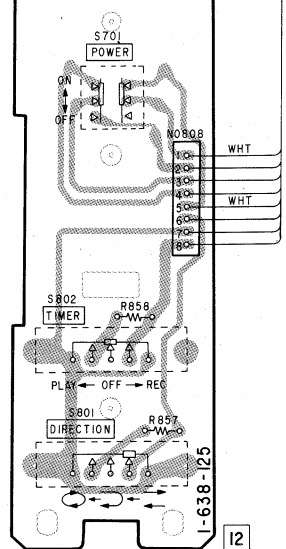 S701
POWER
ON
OFF
NO808
1 WHT
2
3
4
5 WHT
6
7
8
S802
TIMER
R858
PLAY ← OFF → REC
S801
DIRECTION
R857
1-638-125
12